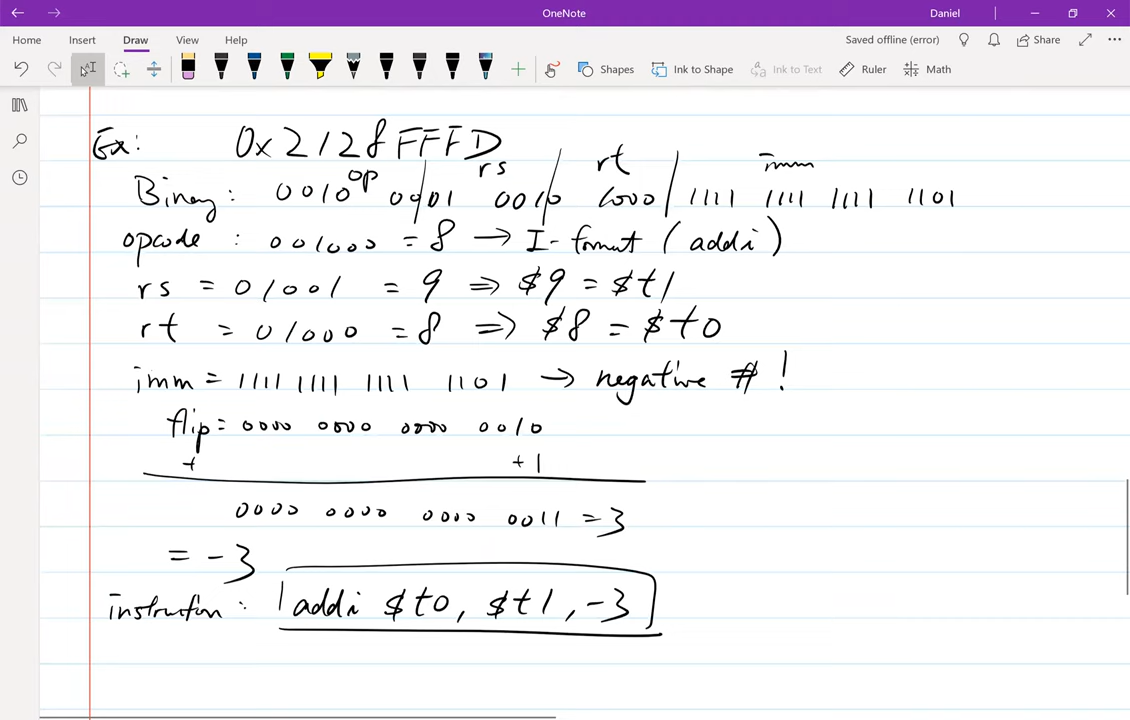 OneNote
Daniel
Home Insert Draw View Help
Saved offline (error) Share
Shapes Ink to Shape Ink to Text Ruler Math
Ex: 0x2128FFFD
op rs rt imm
Binary: 0010 0001 0010 1000 1111 1111 1111 1101
opcode : 001000 = 8 → I-format (addi)
rs = 01001 = 9 ⇒ $9 = $t1
rt = 01000 = 8 ⇒ $8 = $t0
imm = 1111 1111 1111 1101 → negative #!
flip = 0000 0000 0000 0010
+ +1
0000 0000 0000 0011 = 3
= -3
instruction: addi $t0, $t1, -3